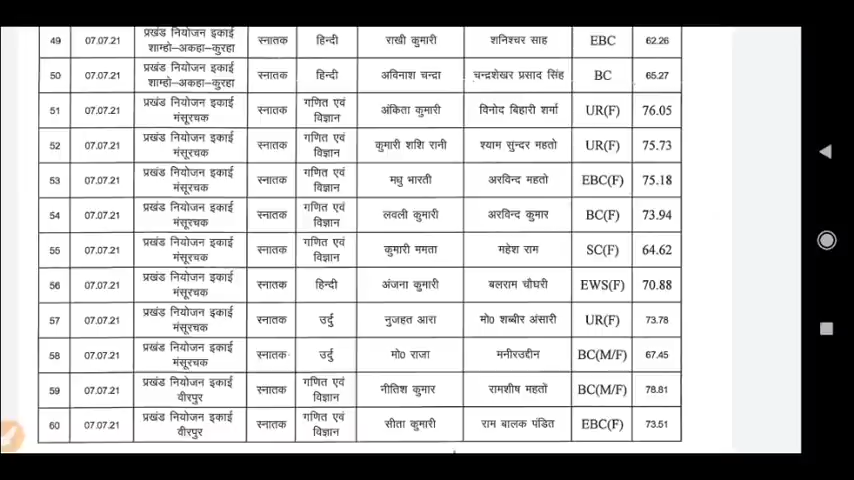 49 07.07.21 प्रखंड नियोजन इकाई शाम्हो–अकहा–कुरहा स्नातक हिन्दी राखी कुमारी शनिश्चर साह EBC 62.26
50 07.07.21 प्रखंड नियोजन इकाई शाम्हो–अकहा–कुरहा स्नातक हिन्दी अविनाश चन्द्रा चन्द्रशेखर प्रसाद सिंह BC 65.27
51 07.07.21 प्रखंड नियोजन इकाई मंसूरचक स्नातक गणित एवं विज्ञान अंकिता कुमारी विनोद बिहारी शर्मा UR(F) 76.05
52 07.07.21 प्रखंड नियोजन इकाई मंसूरचक स्नातक गणित एवं विज्ञान कुमारी शशि रानी श्याम सुन्दर महतो UR(F) 75.73
53 07.07.21 प्रखंड नियोजन इकाई मंसूरचक स्नातक गणित एवं विज्ञान मधु भारती अरविन्द महतो EBC(F) 75.18
54 07.07.21 प्रखंड नियोजन इकाई मंसूरचक स्नातक गणित एवं विज्ञान लवली कुमारी अरविन्द कुमार BC(F) 73.94
55 07.07.21 प्रखंड नियोजन इकाई मंसूरचक स्नातक गणित एवं विज्ञान कुमारी ममता महेश राम SC(F) 64.62
56 07.07.21 प्रखंड नियोजन इकाई मंसूरचक स्नातक हिन्दी अंजना कुमारी बलराम चौधरी EWS(F) 70.88
57 07.07.21 प्रखंड नियोजन इकाई मंसूरचक स्नातक उर्दु नुजहत आरा मो0 शब्बीर अंसारी UR(F) 73.78
58 07.07.21 प्रखंड नियोजन इकाई मंसूरचक स्नातक उर्दु मो0 राजा मनीरउद्दीन BC(M/F) 67.45
59 07.07.21 प्रखंड नियोजन इकाई वीरपुर स्नातक गणित एवं विज्ञान नीतिश कुमार रामशीष महतों BC(M/F) 78.81
60 07.07.21 प्रखंड नियोजन इकाई वीरपुर स्नातक गणित एवं विज्ञान सीता कुमारी राम बालक पंडित EBC(F) 73.51